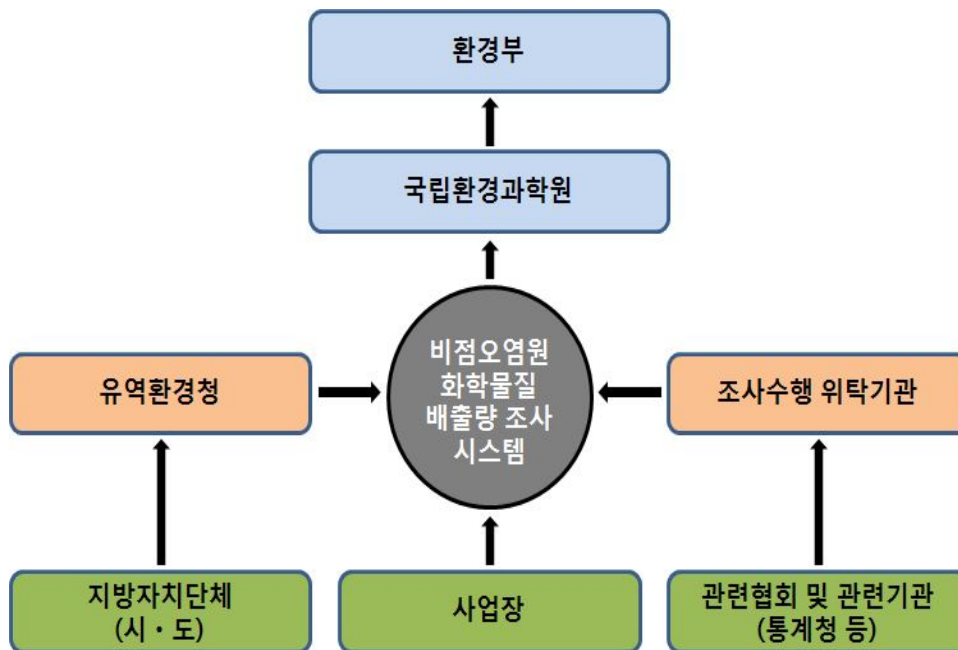 환경부
국립환경과학원
비점오염원
화학물질
배출량 조사
시스템
유역환경청
조사수행 위탁기관
지방자치단체
(시・도)
사업장
관련협회 및 관련기관
(통계청 등)